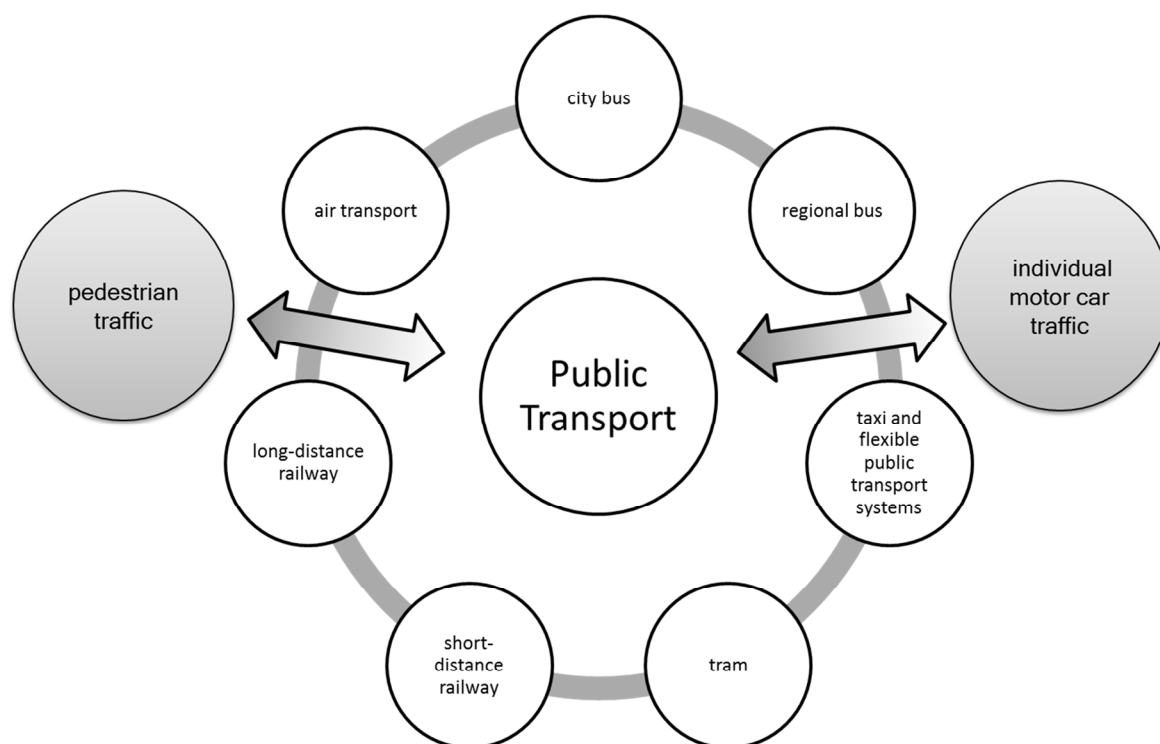 city bus
air transport
regional bus
pedestrian
traffic
individual
motor car
traffic
Public
Transport
long-distance
railway
taxi and
flexible
public
transport
systems
short-
distance
railway
tram